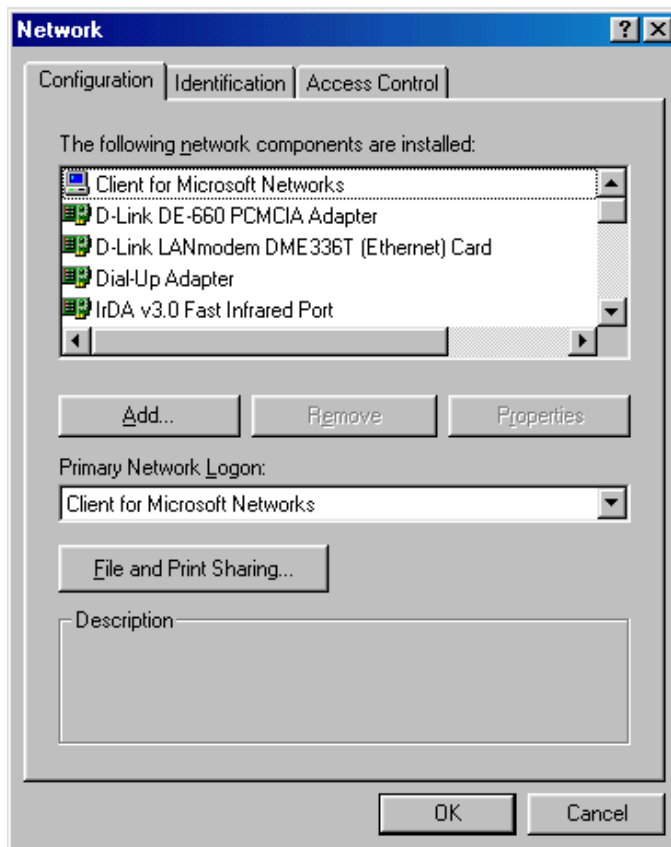 Network
Configuration Identification Access Control
The following network components are installed:
Client for Microsoft Networks
D-Link DE-660 PCMCIA Adapter
D-Link LANmodem DME336T (Ethernet) Card
Dial-Up Adapter
IrDA v3.0 Fast Infrared Port
Add... Remove Properties
Primary Network Logon:
Client for Microsoft Networks
File and Print Sharing...
Description
OK Cancel